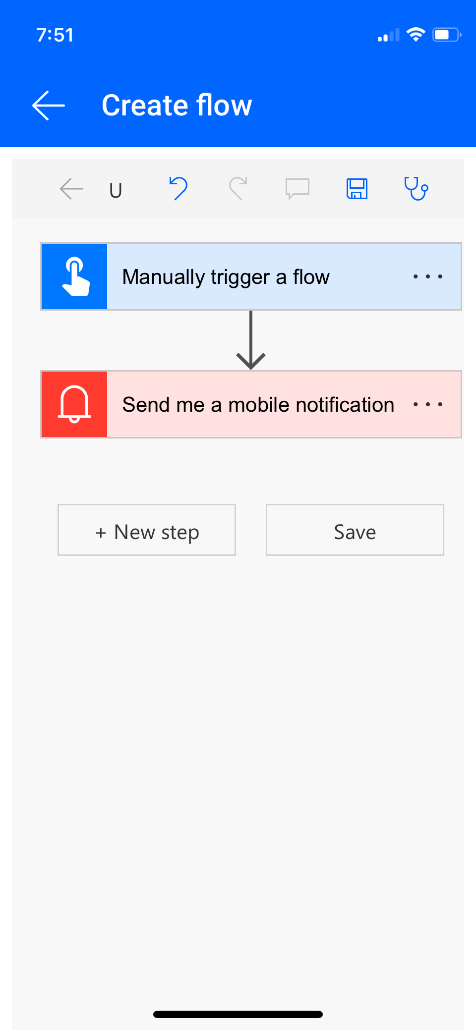 7:51
Create flow
U
Manually trigger a flow
Send me a mobile notification
+ New step
Save